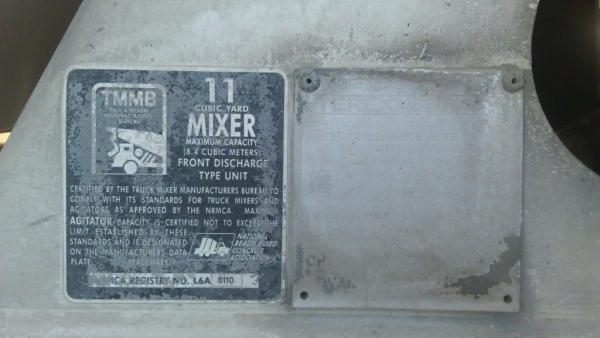 TMMB
TRUCK MIXER
MANUFACTURERS
BUREAU
11
CUBIC YARD
MIXER
MAXIMUM CAPACITY
(8.4 CUBIC METERS)
FRONT DISCHARGE
TYPE UNIT
CERTIFIED BY THE TRUCK MIXER MANUFACTURERS BUREAU TO
COMPLY WITH ITS STANDARDS FOR TRUCK MIXERS AND
AGITATORS AS APPROVED BY THE NRMCA. MAXIM
AGITATOR CAPACITY IS CERTIFIED NOT TO EXCEED THE
LIMIT ESTABLISHED BY THESE
STANDARDS AND IS DESIGNATED
ON THE MANUFACTURERS DATA
PLATE.
NATIONAL
READY MIXED
CONCRETE
ASSOCIATION
NRMCA REGISTRY NO. L6A 6110